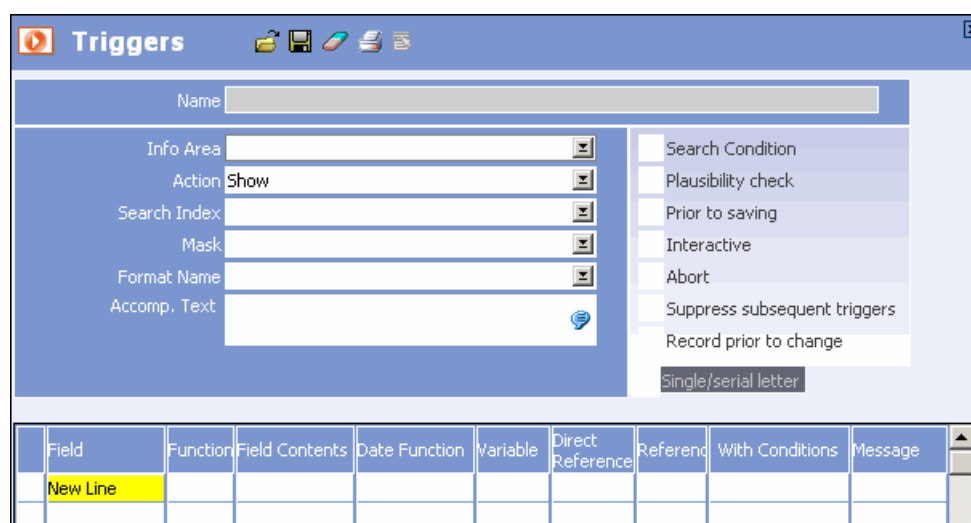 Triggers
Name
Info Area
Action Show
Search Index
Mask
Format Name
Accomp. Text
Search Condition
Plausibility check
Prior to saving
Interactive
Abort
Suppress subsequent triggers
Record prior to change
Single/serial letter
Field Function Field Contents Date Function Variable Direct Reference Referenc With Conditions Message
New Line